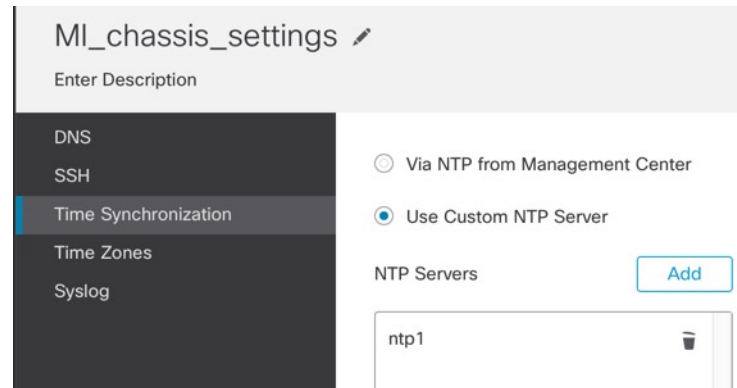 MI_chassis_settings
Enter Description
DNS
SSH
Time Synchronization
Time Zones
Syslog
Via NTP from Management Center
Use Custom NTP Server
NTP Servers
Add
ntp1